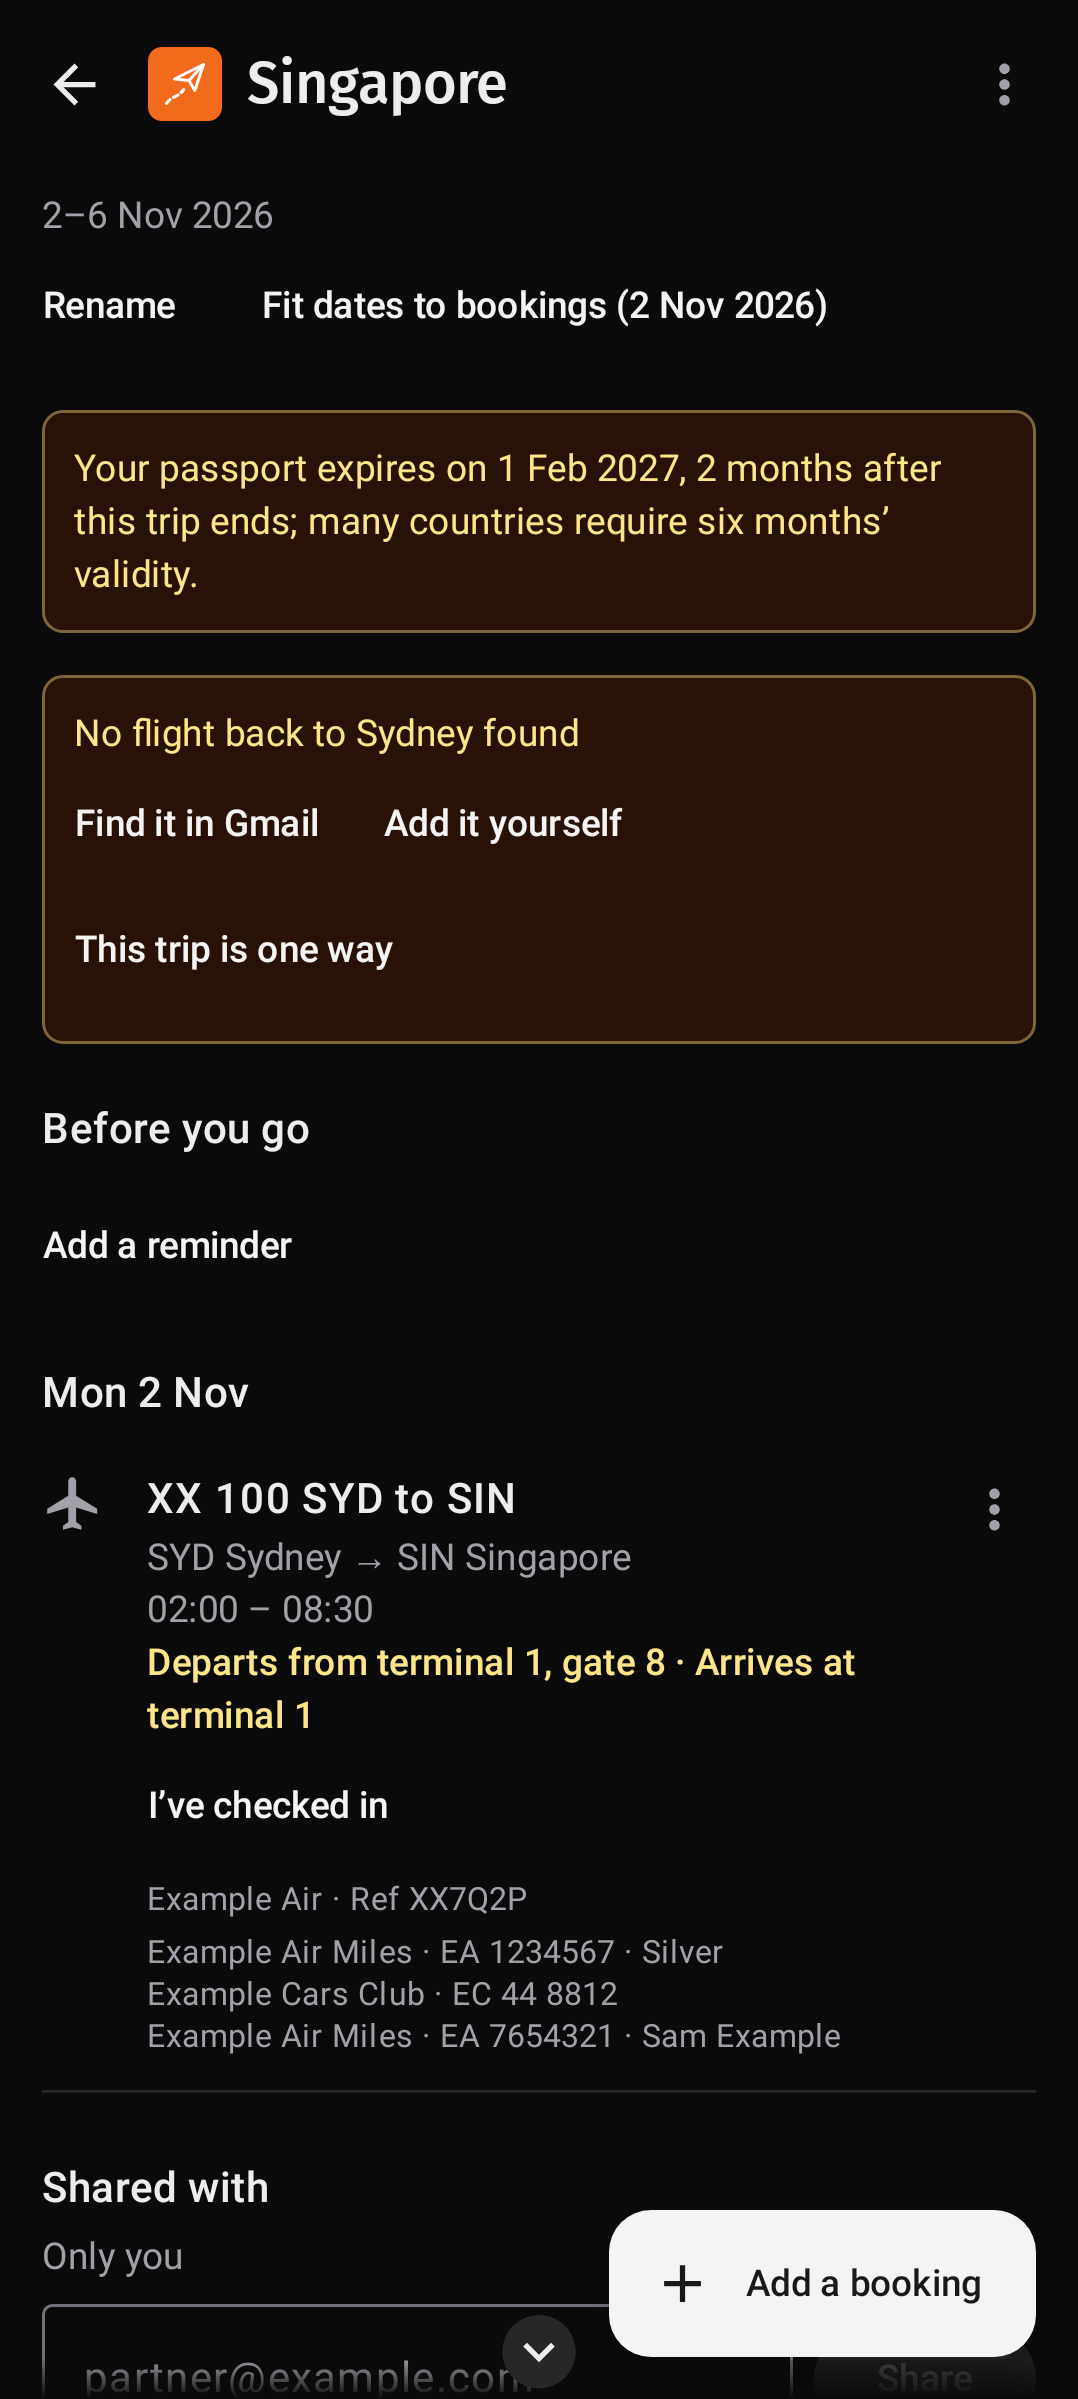 Singapore
2–6 Nov 2026
Rename
Fit dates to bookings (2 Nov 2026)
Your passport expires on 1 Feb 2027, 2 months after
this trip ends; many countries require six months’
validity.
No flight back to Sydney found
Find it in Gmail
Add it yourself
This trip is one way
Before you go
Add a reminder
Mon 2 Nov
XX 100 SYD to SIN
SYD Sydney → SIN Singapore
02:00 – 08:30
Departs from terminal 1, gate 8 · Arrives at
terminal 1
I’ve checked in
Example Air · Ref XX7Q2P
Example Air Miles · EA 1234567 · Silver
Example Cars Club · EC 44 8812
Example Air Miles · EA 7654321 · Sam Example
Shared with
Only you
Add a booking
partner@example.com
Share